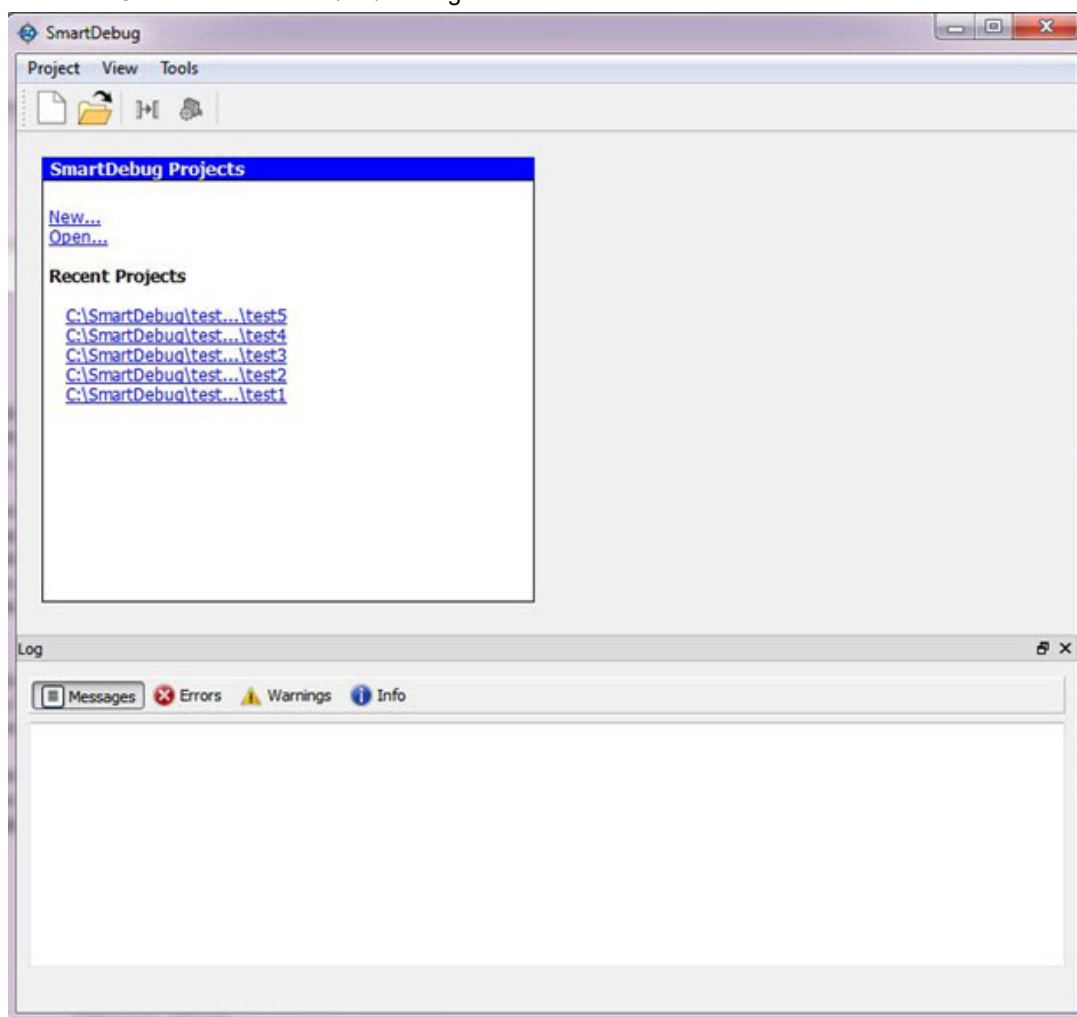 SmartDebug
Project View Tools
SmartDebug Projects
New...
Open...
Recent Projects
C:\SmartDebug\test...\test5
C:\SmartDebug\test...\test4
C:\SmartDebug\test...\test3
C:\SmartDebug\test...\test2
C:\SmartDebug\test...\test1
Log
Messages Errors Warnings Info